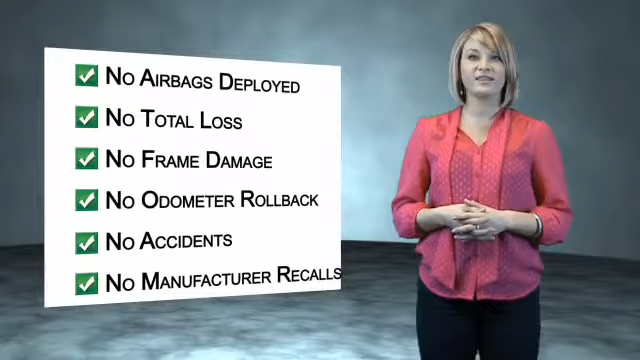 No Airbags Deployed
No Total Loss
No Frame Damage
No Odometer Rollback
No Accidents
No Manufacturer Recalls